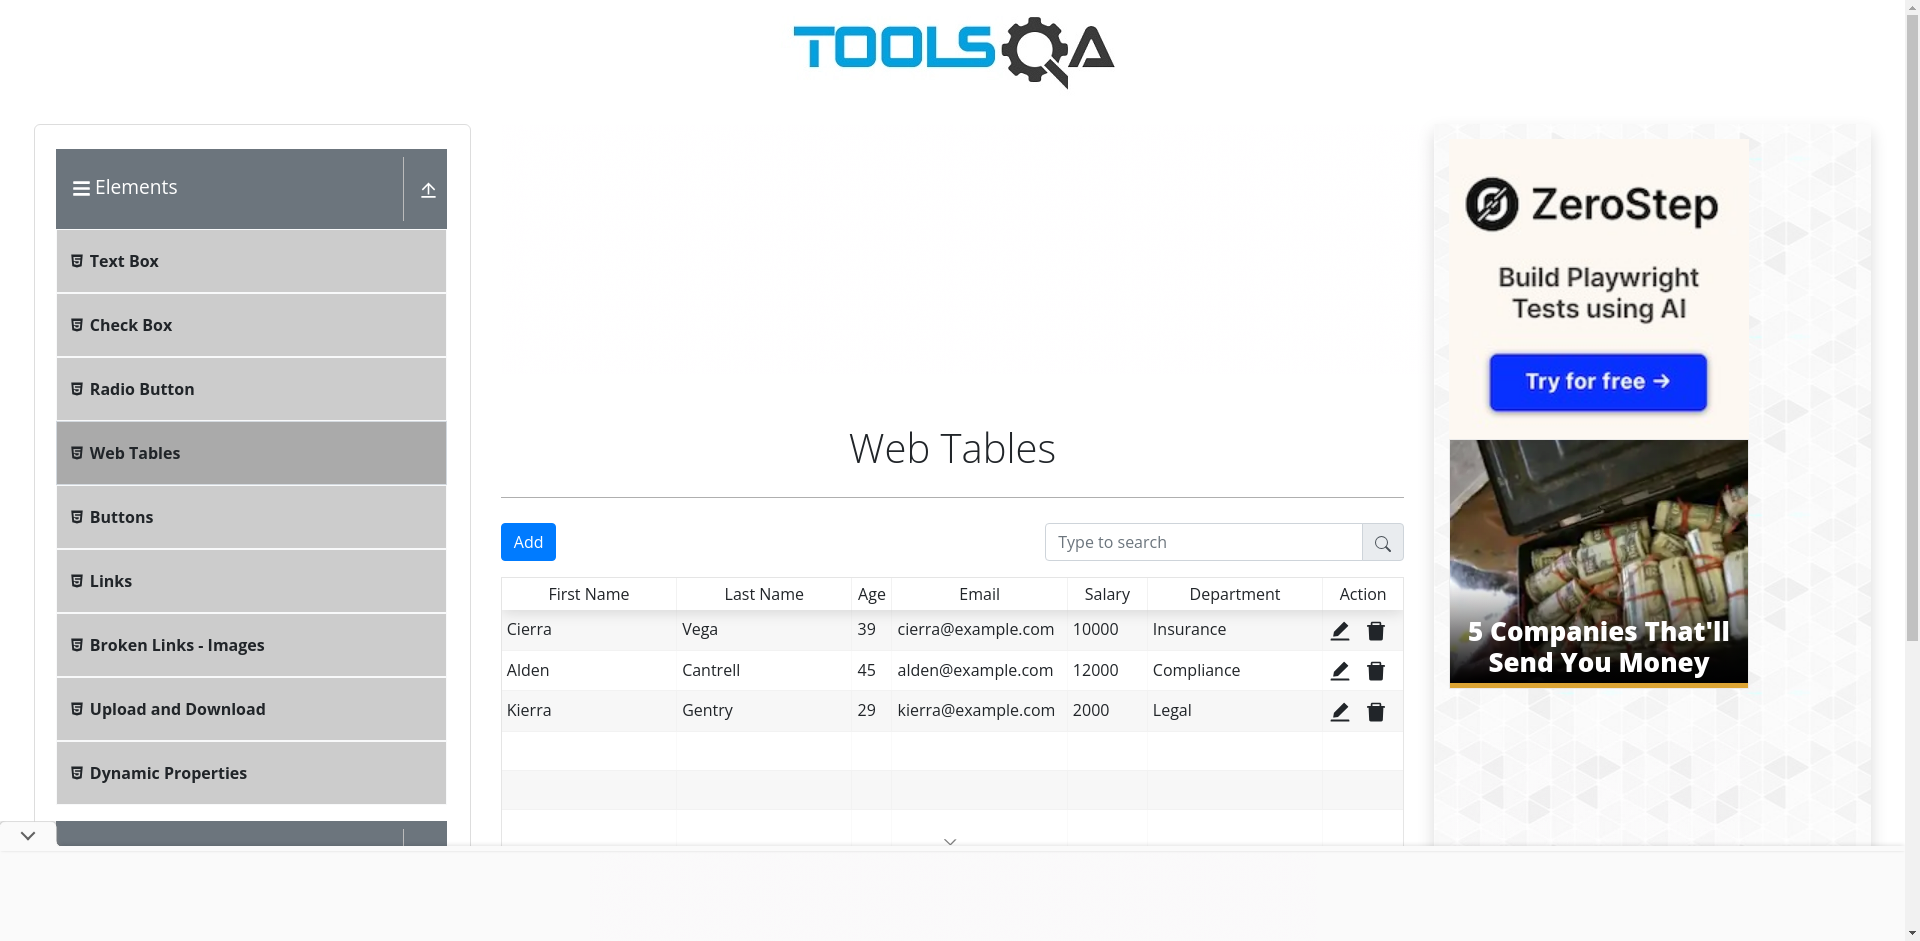 TOOLSQA
Elements
Text Box
Check Box
Radio Button
Web Tables
Buttons
Links
Broken Links - Images
Upload and Download
Dynamic Properties
Web Tables
Add
Type to search
First Name Last Name Age Email Salary Department Action
Cierra Vega 39 cierra@example.com 10000 Insurance
Alden Cantrell 45 alden@example.com 12000 Compliance
Kierra Gentry 29 kierra@example.com 2000 Legal
ZeroStep
Build Playwright
Tests using AI
Try for free →
5 Companies That'll
Send You Money